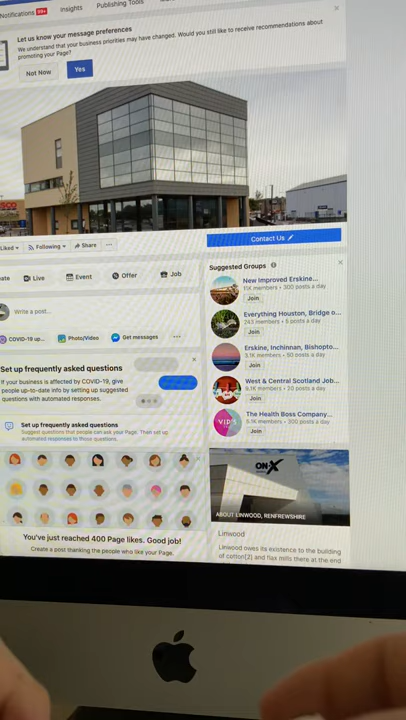 Notifications 99+ Insights Publishing Tools
Let us know your message preferences
We understand that your business priorities may have changed. Would you still like to receive recommendations about
promoting your Page?
Not Now Yes
Liked Following Share
Contact Us
Live Event Offer Job
Write a post...
COVID-19 up... Photo/Video Get messages
Set up frequently asked questions
If your business is affected by COVID-19, give
people up-to-date info by setting up suggested
questions with automated responses.
Set up frequently asked questions
Suggest questions that people can ask your Page. Then set up
automated responses to those questions.
You've just reached 400 Page likes. Good job!
Create a post thanking the people who like your Page.
Suggested Groups
New Improved Erskine...
members • 300 posts a day
Join
Everything Houston, Bridge o...
243 members • 5 posts a day
Join
Erskine, Inchinnan, Bishopto...
members • 50 posts a day
Join
West & Central Scotland Job...
members • 20 posts a day
Join
The Health Boss Company...
members • 300 posts a day
Join
VIP'S
ON-X
ABOUT LINWOOD, RENFREWSHIRE
Linwood
Linwood owes its existence to the building
of cotton[2] and flax mills there at the end